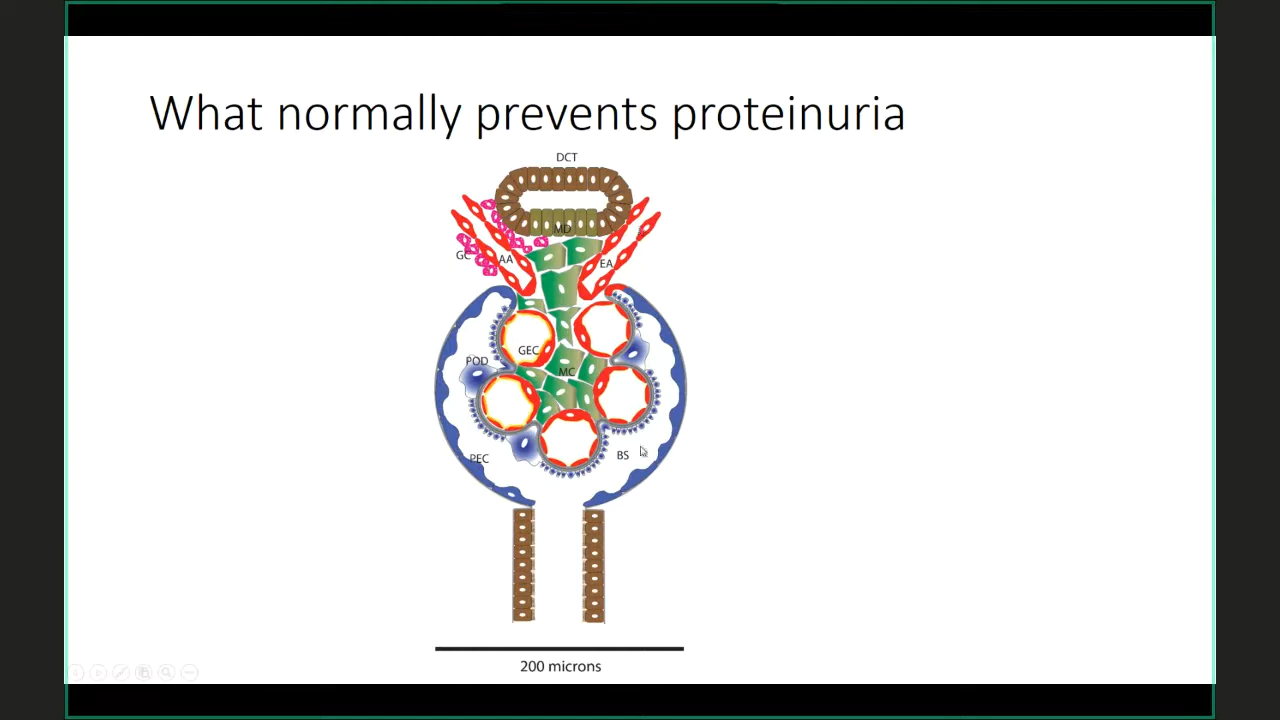 What normally prevents proteinuria
DCT
MD
GC
AA
EA
GEC
POD
MC
PEC
BS
200 microns